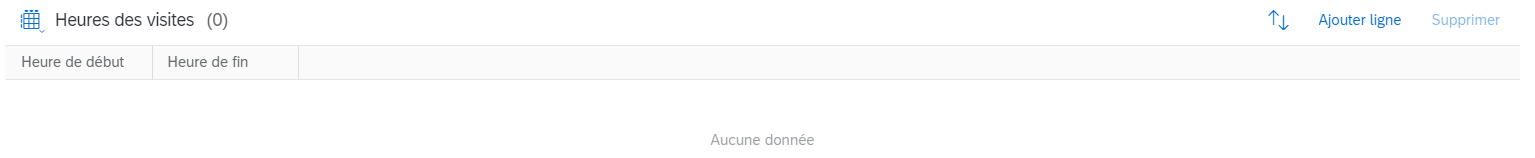 Heures des visites (0) Ajouter ligne Supprimer
Heure de début Heure de fin
Aucune donnée